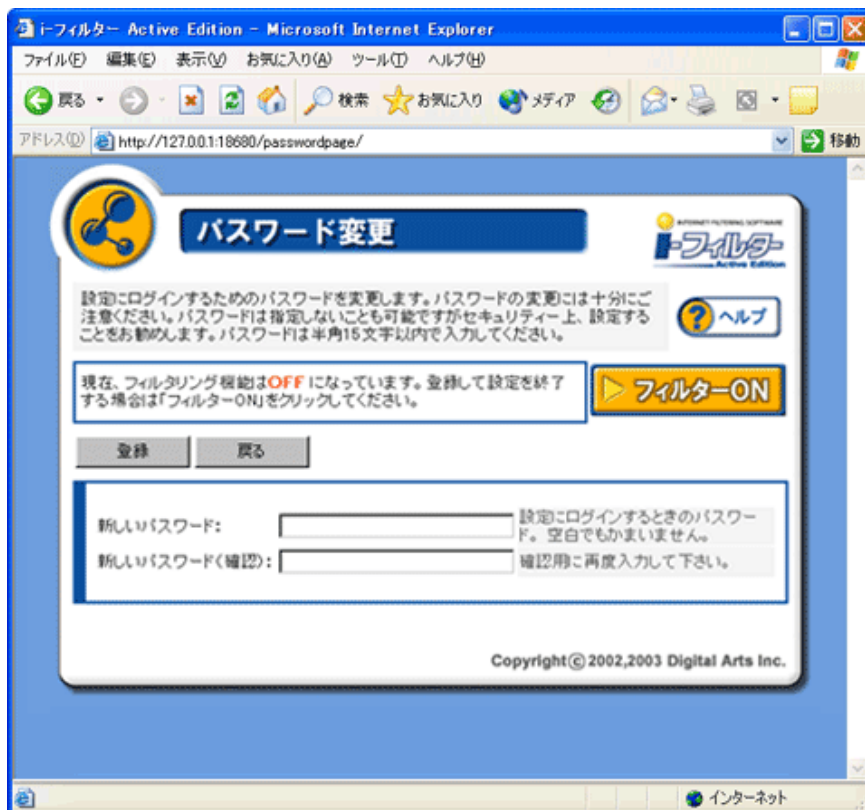 i-フィルター Active Edition - Microsoft Internet Explorer
ファイル(F) 編集(E) 表示(V) お気に入り(A) ツール(T) ヘルプ(H)
戻る 検索 お気に入り メディア
アドレス(D) http://127.0.0.1:18680/passwordpage/ 移動
パスワード変更
INTERNET FILTERING SOFTWARE
i-フィルター
Active Edition
設定にログインするためのパスワードを変更します。パスワードの変更には十分にご
注意ください。パスワードは指定しないことも可能ですがセキュリティー上、設定する
ことをお勧めします。パスワードは半角15文字以内で入力してください。
ヘルプ
現在、フィルタリング機能はOFF になっています。登録して設定を終了
する場合は「フィルターON」をクリックしてください。
フィルターON
登録 戻る
新しいパスワード:
設定にログインするときのパスワー
ド。空白でもかまいません。
新しいパスワード(確認):
確認用に再度入力して下さい。
Copyright©2002,2003 Digital Arts Inc.
インターネット